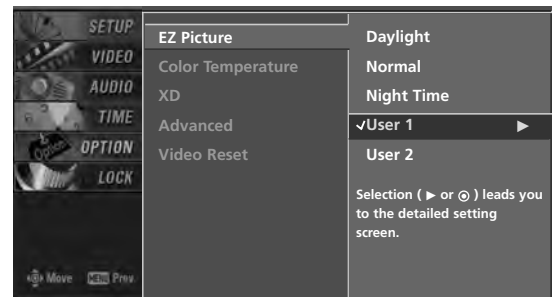 SETUP
VIDEO
AUDIO
TIME
OPTION
LOCK
Move MENU Prev.
EZ Picture
Color Temperature
XD
Advanced
Video Reset
Daylight
Normal
Night Time
✓User 1 ▶
User 2
Selection ( ▶ or ◉ ) leads you
to the detailed setting
screen.